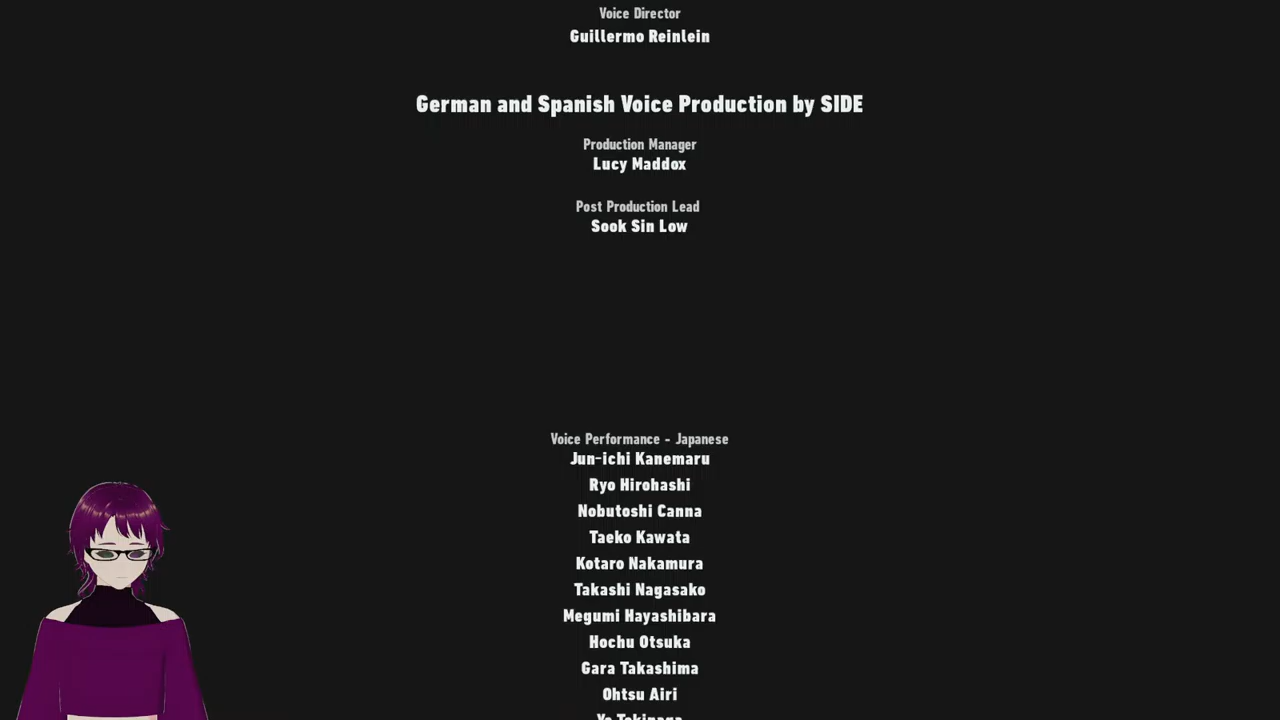 Voice Director
Guillermo Reinlein
German and Spanish Voice Production by SIDE
Production Manager
Lucy Maddox
Post Production Lead
Sook Sin Low
Voice Performance - Japanese
Jun-ichi Kanemaru
Ryo Hirohashi
Nobutoshi Canna
Taeko Kawata
Kotaro Nakamura
Takashi Nagasako
Megumi Hayashibara
Hochu Otsuka
Gara Takashima
Ohtsu Airi